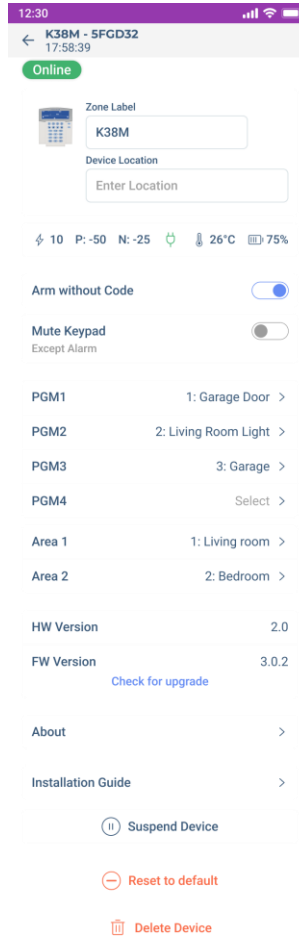 12:30
K38M - 5FGD32
17:58:39
Online
Zone Label
K38M
Device Location
Enter Location
10 P: -50 N: -25 26°C 75%
Arm without Code
Mute Keypad
Except Alarm
PGM1 1: Garage Door >
PGM2 2: Living Room Light >
PGM3 3: Garage >
PGM4 Select >
Area 1 1: Living room >
Area 2 2: Bedroom >
HW Version 2.0
FW Version 3.0.2
Check for upgrade
About >
Installation Guide >
Suspend Device
Reset to default
Delete Device